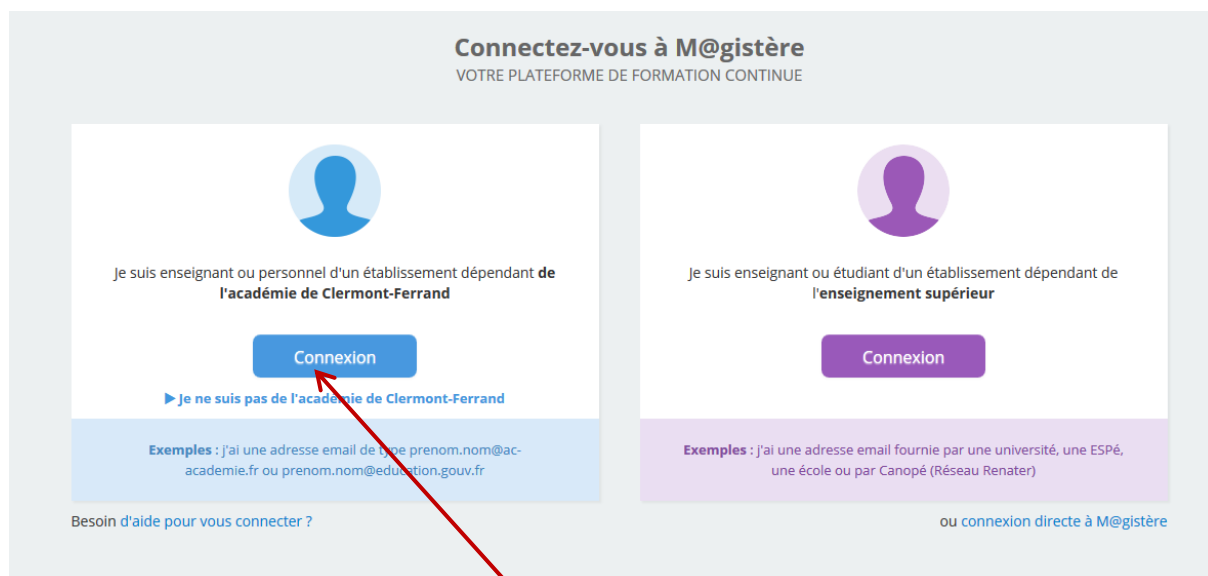 Connectez-vous à M@gistère
VOTRE PLATEFORME DE FORMATION CONTINUE
Je suis enseignant ou personnel d'un établissement dépendant de
l'académie de Clermont-Ferrand
Connexion
▶ Je ne suis pas de l'académie de Clermont-Ferrand
Exemples : j'ai une adresse email de type prenom.nom@ac-
academie.fr ou prenom.nom@education.gouv.fr
Je suis enseignant ou étudiant d'un établissement dépendant de
l'enseignement supérieur
Connexion
Exemples : j'ai une adresse email fournie par une université, une ESPé,
une école ou par Canopé (Réseau Renater)
Besoin d'aide pour vous connecter ?
ou connexion directe à M@gistère